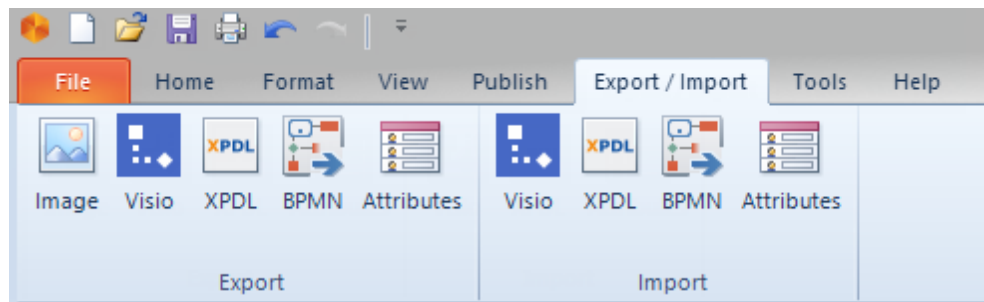 File Home Format View Publish Export / Import Tools Help
XPDL XPDL
Image Visio XPDL BPMN Attributes Visio XPDL BPMN Attributes
Export Import